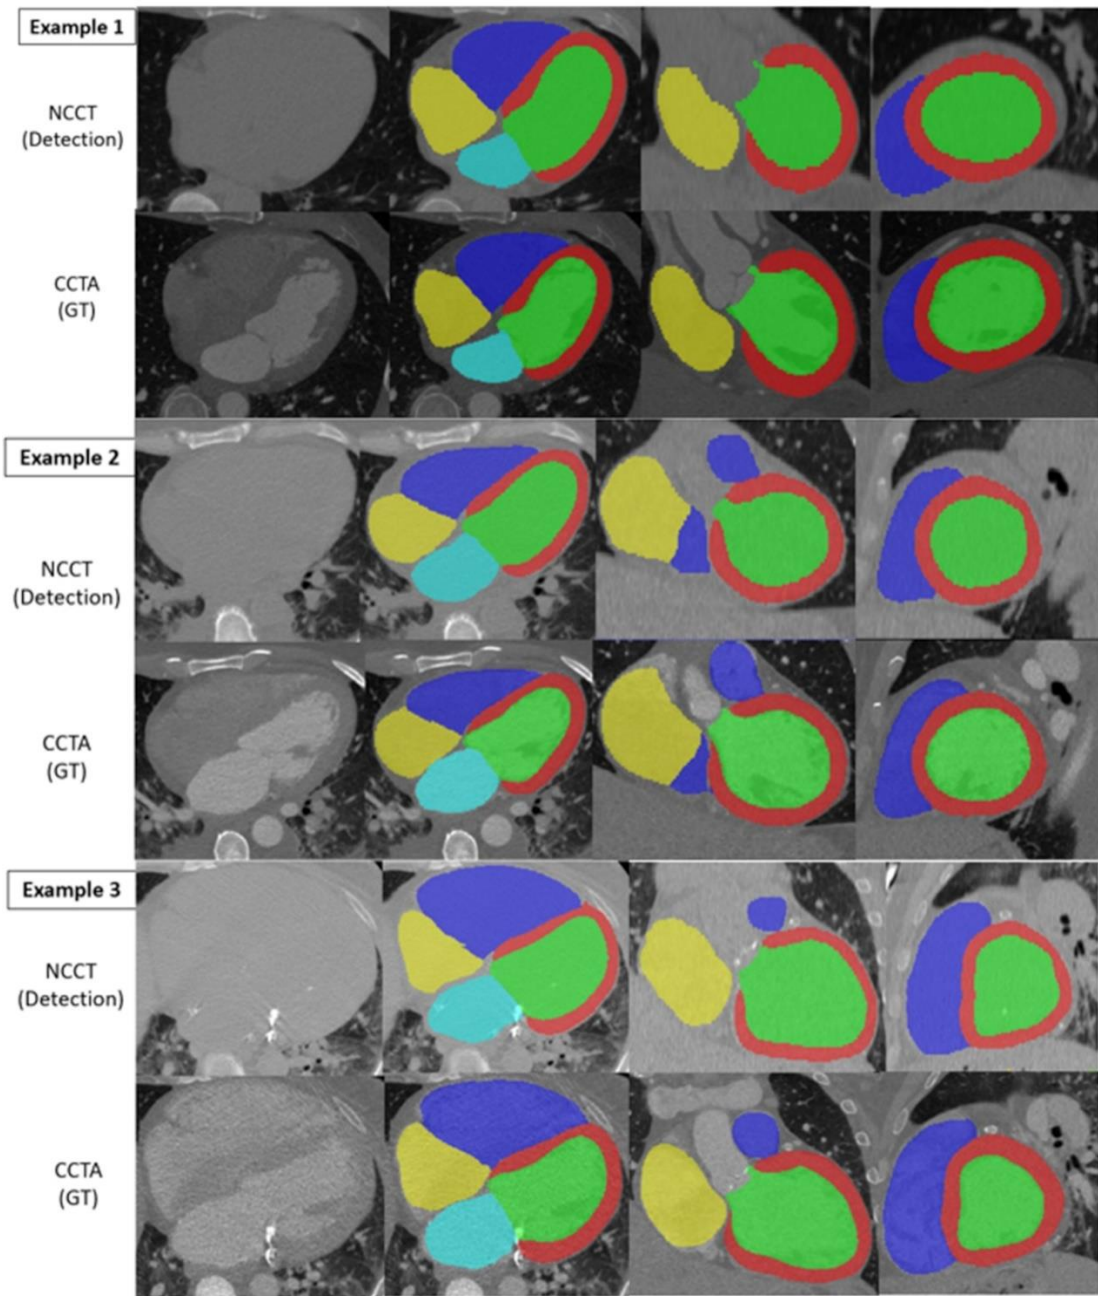 Example 1
NCCT
(Detection)
CCTA
(GT)
Example 2
NCCT
(Detection)
CCTA
(GT)
Example 3
NCCT
(Detection)
CCTA
(GT)